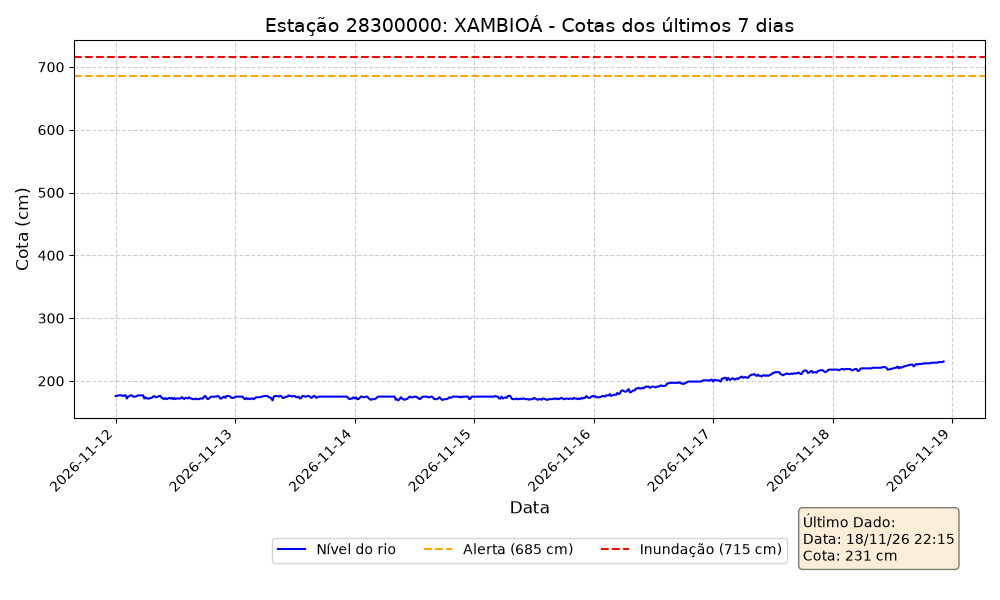 Estação 28300000: XAMBIOÁ - Cotas dos últimos 7 dias
Cota (cm)
700
600
500
400
300
200
2026-11-12
2026-11-13
2026-11-14
2026-11-15
2026-11-16
2026-11-17
2026-11-18
2026-11-19
Data
Nível do rio
Alerta (685 cm)
Inundação (715 cm)
Último Dado:
Data: 18/11/26 22:15
Cota: 231 cm